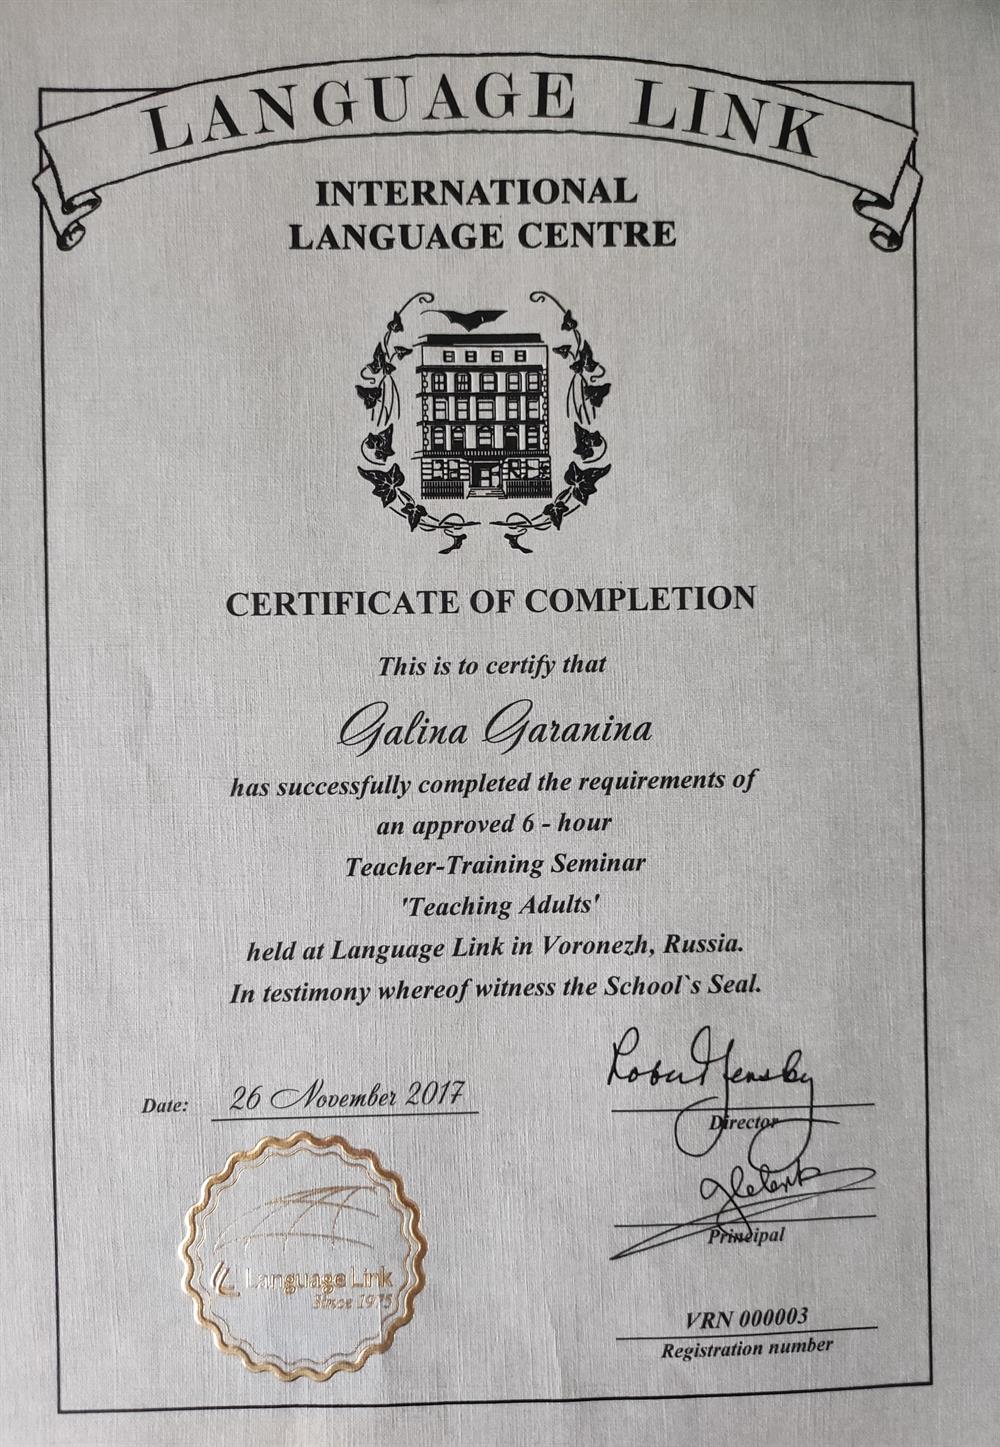 LANGUAGE LINK
INTERNATIONAL
LANGUAGE CENTRE
CERTIFICATE OF COMPLETION
This is to certify that
Galina Garanina
has successfully completed the requirements of
an approved 6 - hour
Teacher-Training Seminar
'Teaching Adults'
held at Language Link in Voronezh, Russia.
In testimony whereof witness the School`s Seal.
Date: 26 November 2017
Director
Principal
Language Link
Since 1975
VRN 000003
Registration number